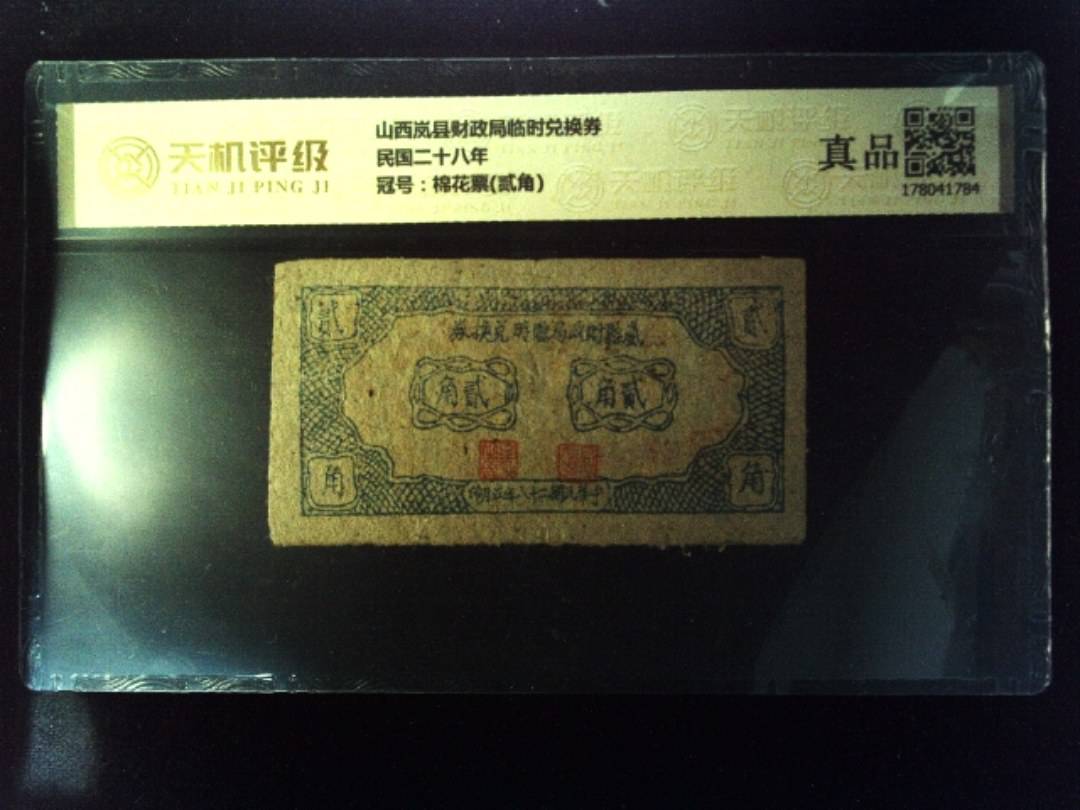 天机评级
TIAN JI PING JI
山西岚县财政局临时兑换券
民国二十八年
冠号：棉花票(贰角)
真品
178041784
贰
贰
券换兑时临局政财县岚
角贰
角贰
角
角